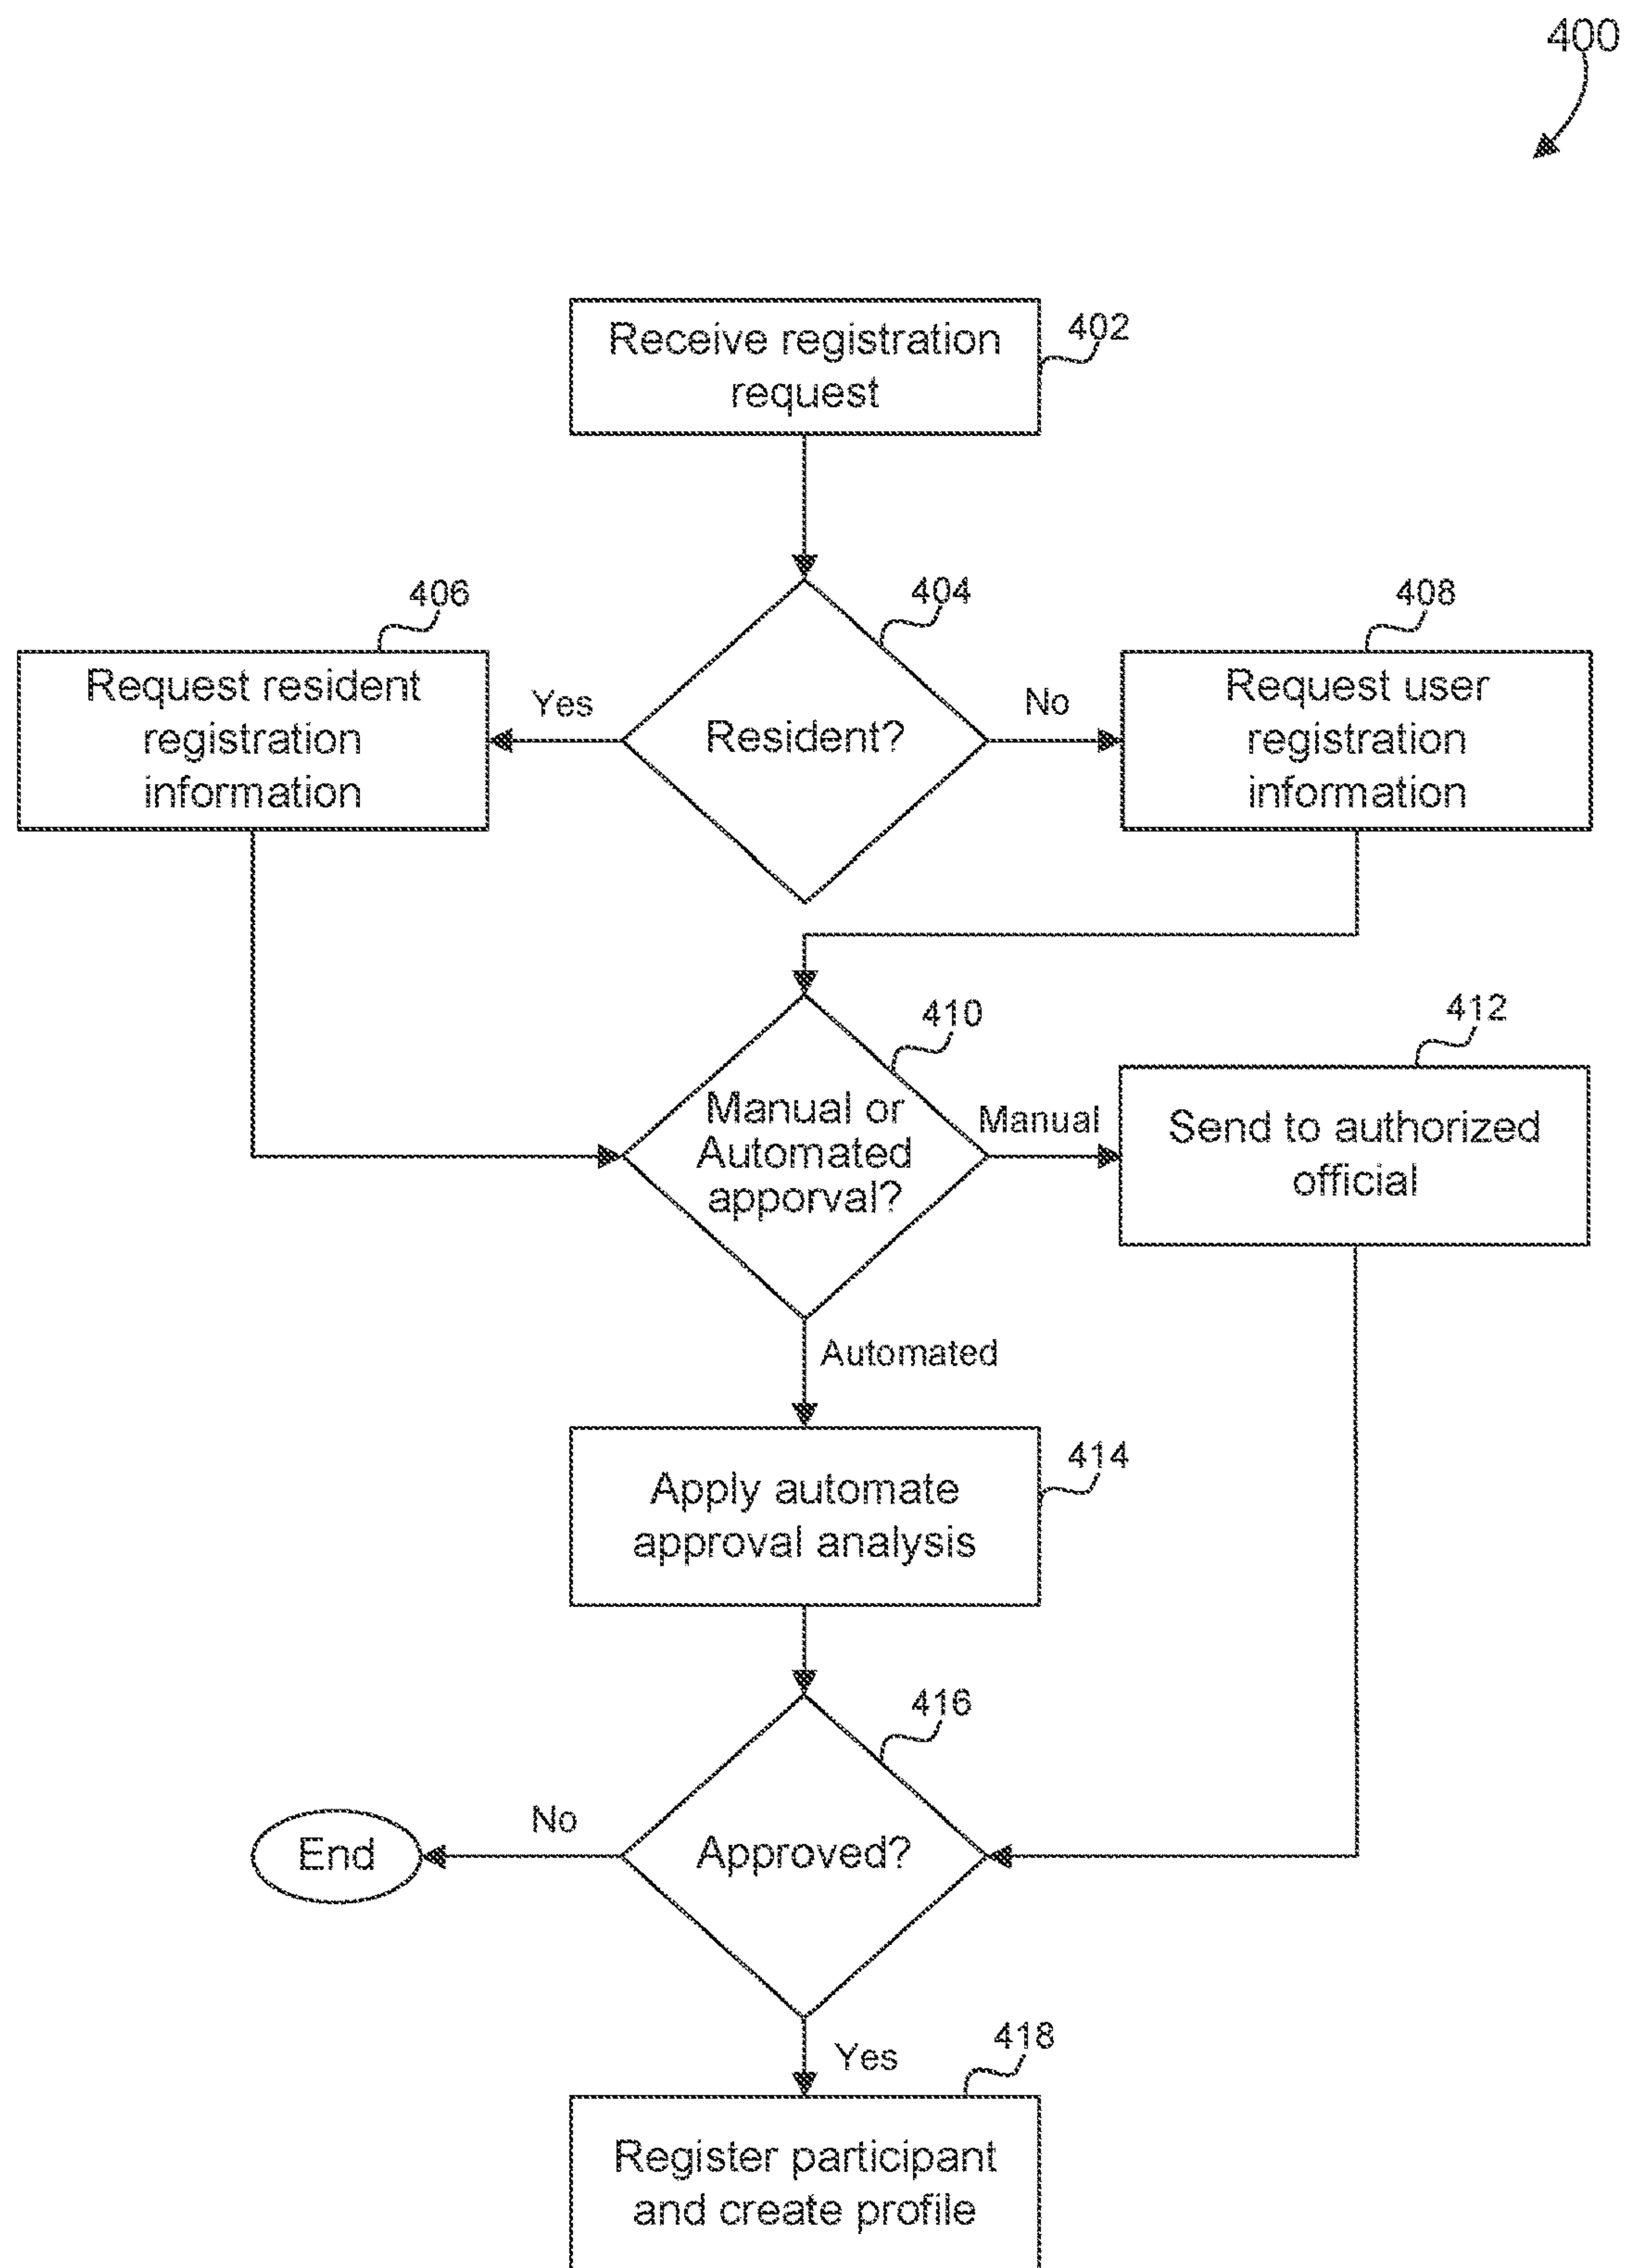 400
Receive registration
request
402
404
406
408
Request resident
registration
information
Yes
Resident?
No
Request user
registration
information
410
412
Manual or
Automated
apporval?
Manual
Send to authorized
official
Automated
414
Apply automate
approval analysis
416
No
End
Approved?
Yes
418
Register participant
and create profile